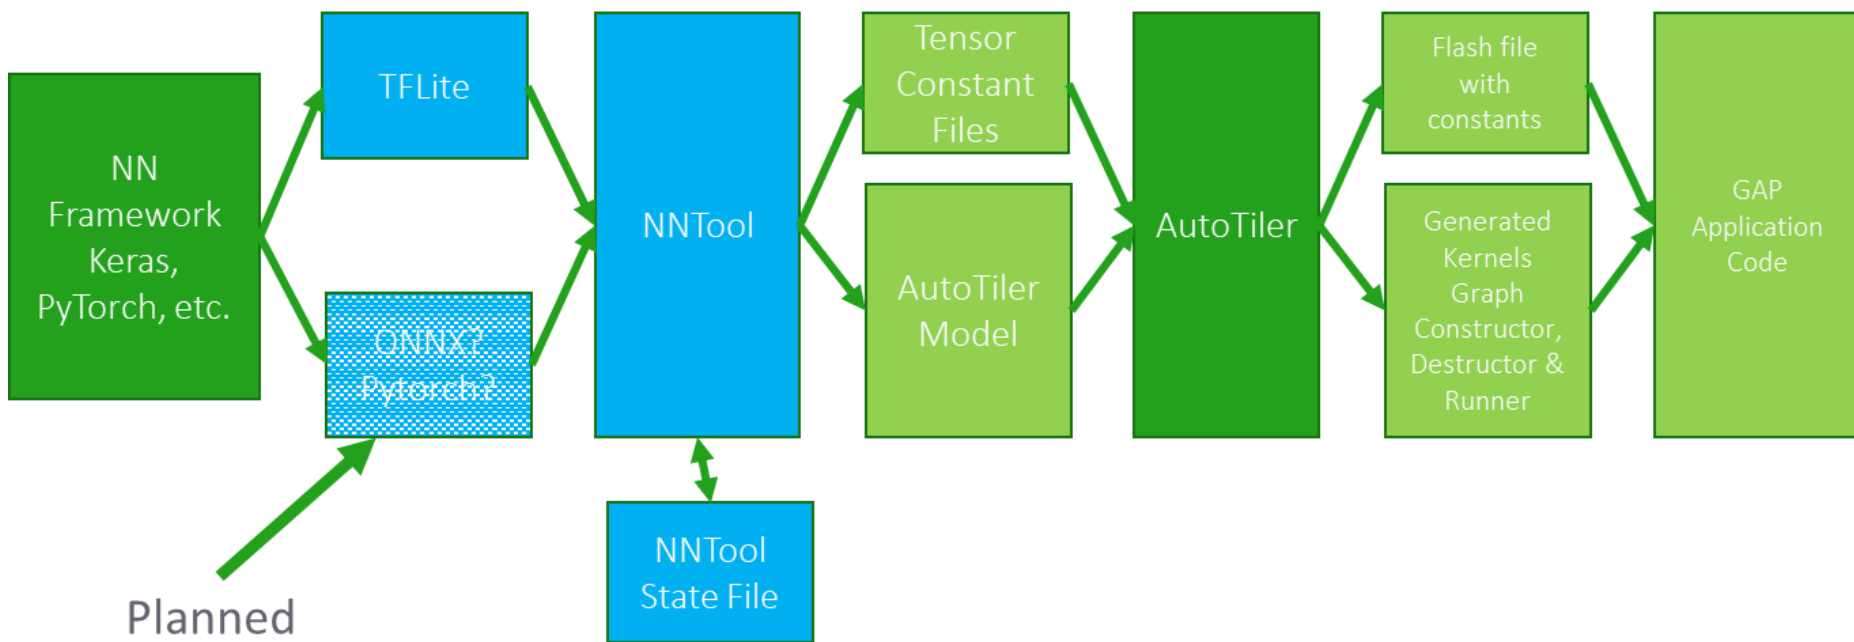 NN
Framework
Keras,
PyTorch, etc.
TFLite
ONNX?
Pytorch?
Planned
NNTool
NNTool
State File
Tensor
Constant
Files
AutoTiler
Model
AutoTiler
Flash file
with
constants
Generated
Kernels
Graph
Constructor,
Destructor &
Runner
GAP
Application
Code